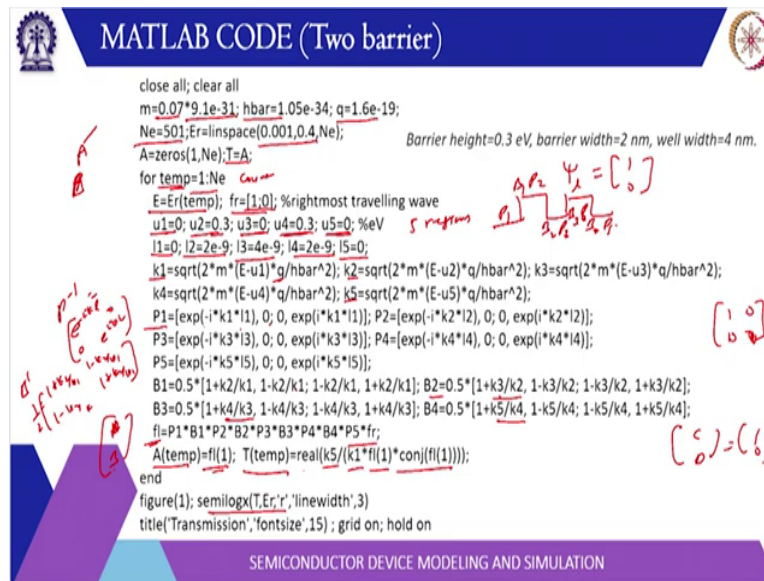 MATLAB CODE (Two barrier)
close all; clear all
m=0.07*9.1e-31; hbar=1.05e-34; q=1.6e-19;
Ne=501;Er=linspace(0.001,0.4,Ne);
Barrier height=0.3 eV, barrier width=2 nm, well width=4 nm.
A=zeros(1,Ne);T=A;
for temp=1:Ne
E=Er(temp); fr=[1;0]; %rightmost travelling wave
u1=0; u2=0.3; u3=0; u4=0.3; u5=0; %eV
5 regions
l1=0; l2=2e-9; l3=4e-9; l4=2e-9; l5=0;
k1=sqrt(2*m*(E-u1)*q/hbar^2); k2=sqrt(2*m*(E-u2)*q/hbar^2); k3=sqrt(2*m*(E-u3)*q/hbar^2);
k4=sqrt(2*m*(E-u4)*q/hbar^2); k5=sqrt(2*m*(E-u5)*q/hbar^2);
P1=[exp(-i*k1*l1), 0; 0, exp(i*k1*l1)]; P2=[exp(-i*k2*l2), 0; 0, exp(i*k2*l2)];
P3=[exp(-i*k3*l3), 0; 0, exp(i*k3*l3)]; P4=[exp(-i*k4*l4), 0; 0, exp(i*k4*l4)];
P5=[exp(-i*k5*l5), 0; 0, exp(i*k5*l5)];
B1=0.5*[1+k2/k1, 1-k2/k1; 1-k2/k1, 1+k2/k1]; B2=0.5*[1+k3/k2, 1-k3/k2; 1-k3/k2, 1+k3/k2];
B3=0.5*[1+k4/k3, 1-k4/k3; 1-k4/k3, 1+k4/k3]; B4=0.5*[1+k5/k4, 1-k5/k4; 1-k5/k4, 1+k5/k4];
fl=P1*B1*P2*B2*P3*B3*P4*B4*P5*fr;
A(temp)=fl(1); T(temp)=real(k5/(k1*fl(1)*conj(fl(1))));
end
figure(1); semilogx(T,Er,'r','linewidth',3)
title('Transmission','fontsize',15) ; grid on; hold on
SEMICONDUCTOR DEVICE MODELING AND SIMULATION